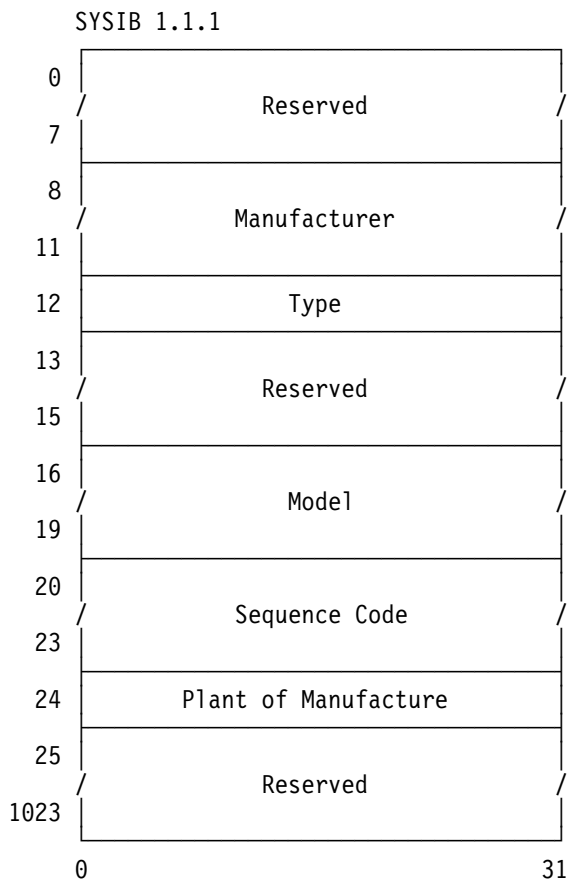 SYSIB 1.1.1
0
Reserved
7
8
Manufacturer
11
12 Type
13
Reserved
15
16
Model
19
20
Sequence Code
23
24 Plant of Manufacture
25
Reserved
1023
0 31